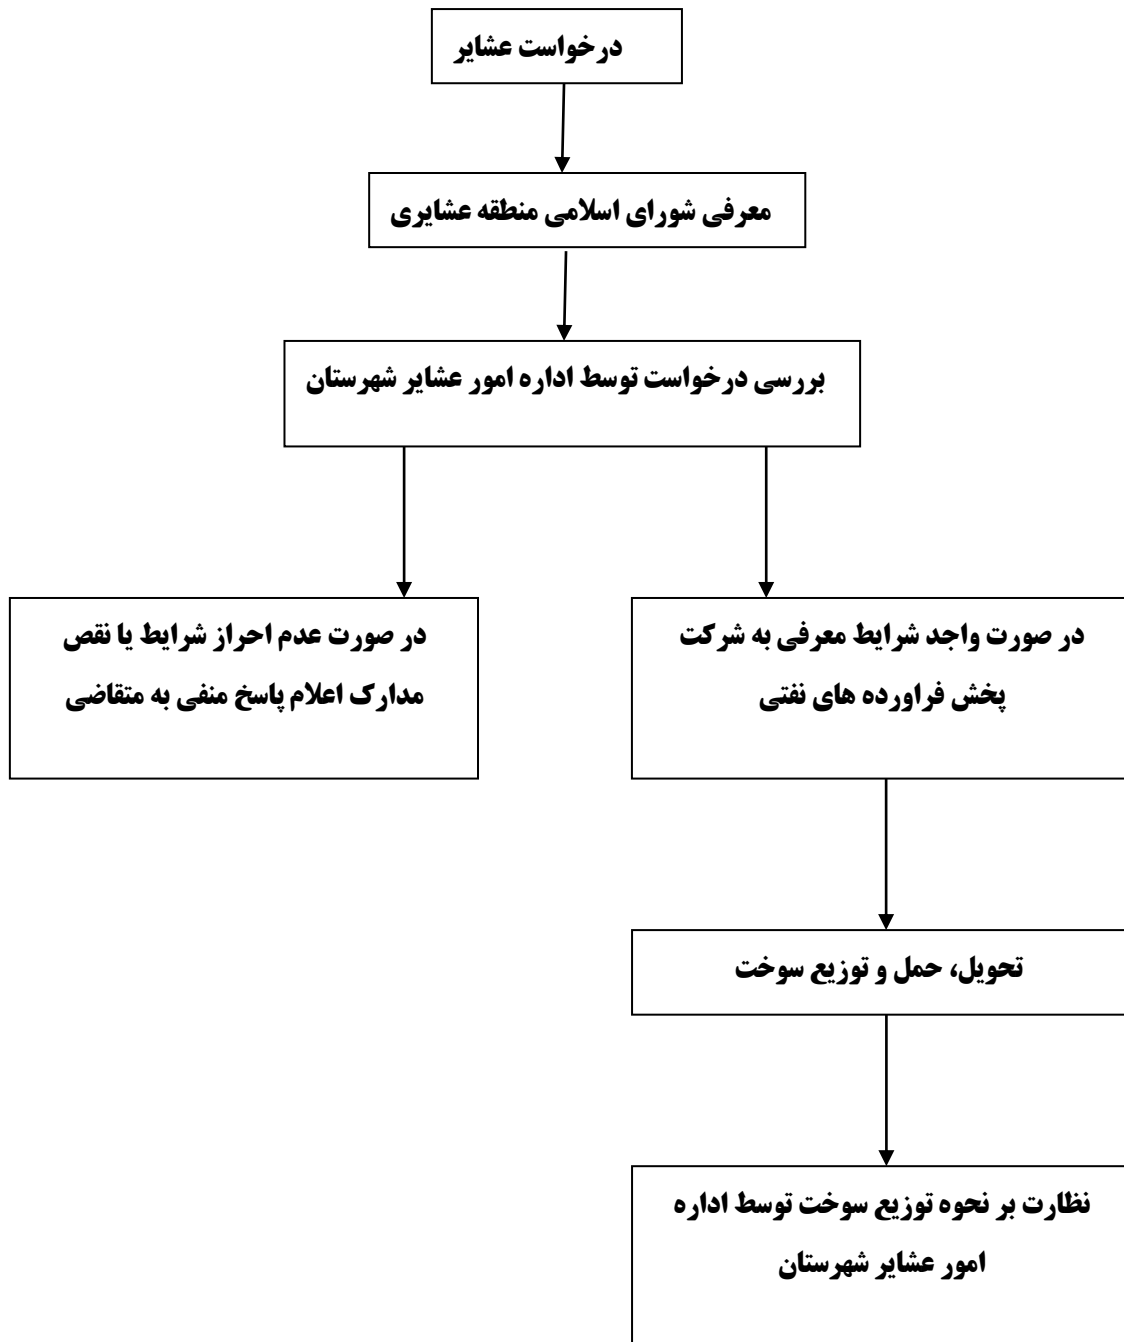 درخواست عشایر
معرفی شورای اسلامی منطقه عشایری
بررسی درخواست توسط اداره امور عشایر شهرستان
در صورت واجد شرایط معرفی به شرکت
پخش فراورده های نفتی
در صورت عدم احراز شرایط یا نقص
مدارک اعلام پاسخ منفی به متقاضی
تحویل، حمل و توزیع سوخت
نظارت بر نحوه توزیع سوخت توسط اداره
امور عشایر شهرستان